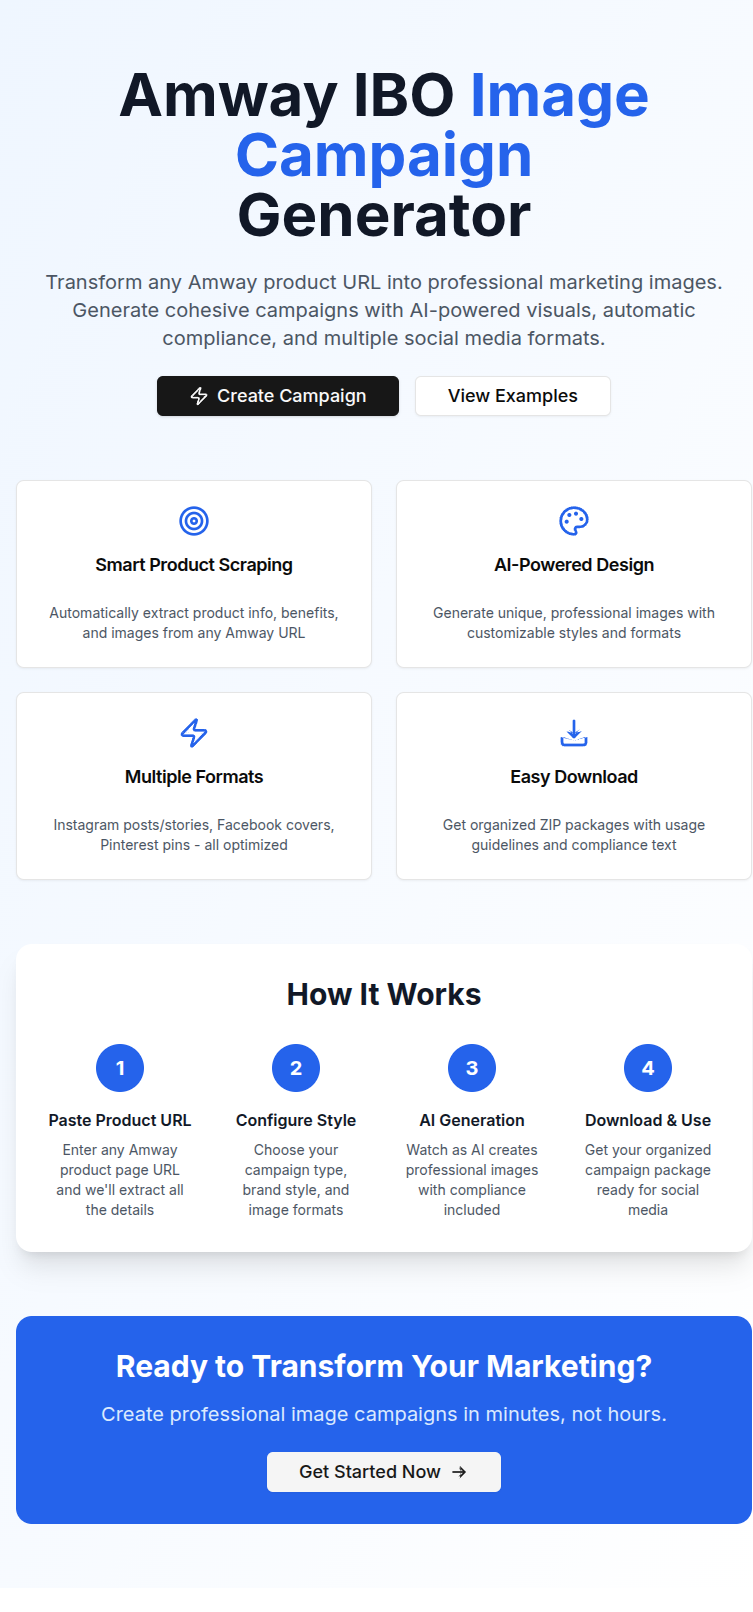 Amway IBO Image
Campaign
Generator
Transform any Amway product URL into professional marketing images.
Generate cohesive campaigns with AI-powered visuals, automatic
compliance, and multiple social media formats.
Create Campaign
View Examples
Smart Product Scraping
Automatically extract product info, benefits,
and images from any Amway URL
AI-Powered Design
Generate unique, professional images with
customizable styles and formats
Multiple Formats
Instagram posts/stories, Facebook covers,
Pinterest pins - all optimized
Easy Download
Get organized ZIP packages with usage
guidelines and compliance text
How It Works
1
Paste Product URL
Enter any Amway
product page URL
and we'll extract all
the details
2
Configure Style
Choose your
campaign type,
brand style, and
image formats
3
AI Generation
Watch as AI creates
professional images
with compliance
included
4
Download & Use
Get your organized
campaign package
ready for social
media
Ready to Transform Your Marketing?
Create professional image campaigns in minutes, not hours.
Get Started Now